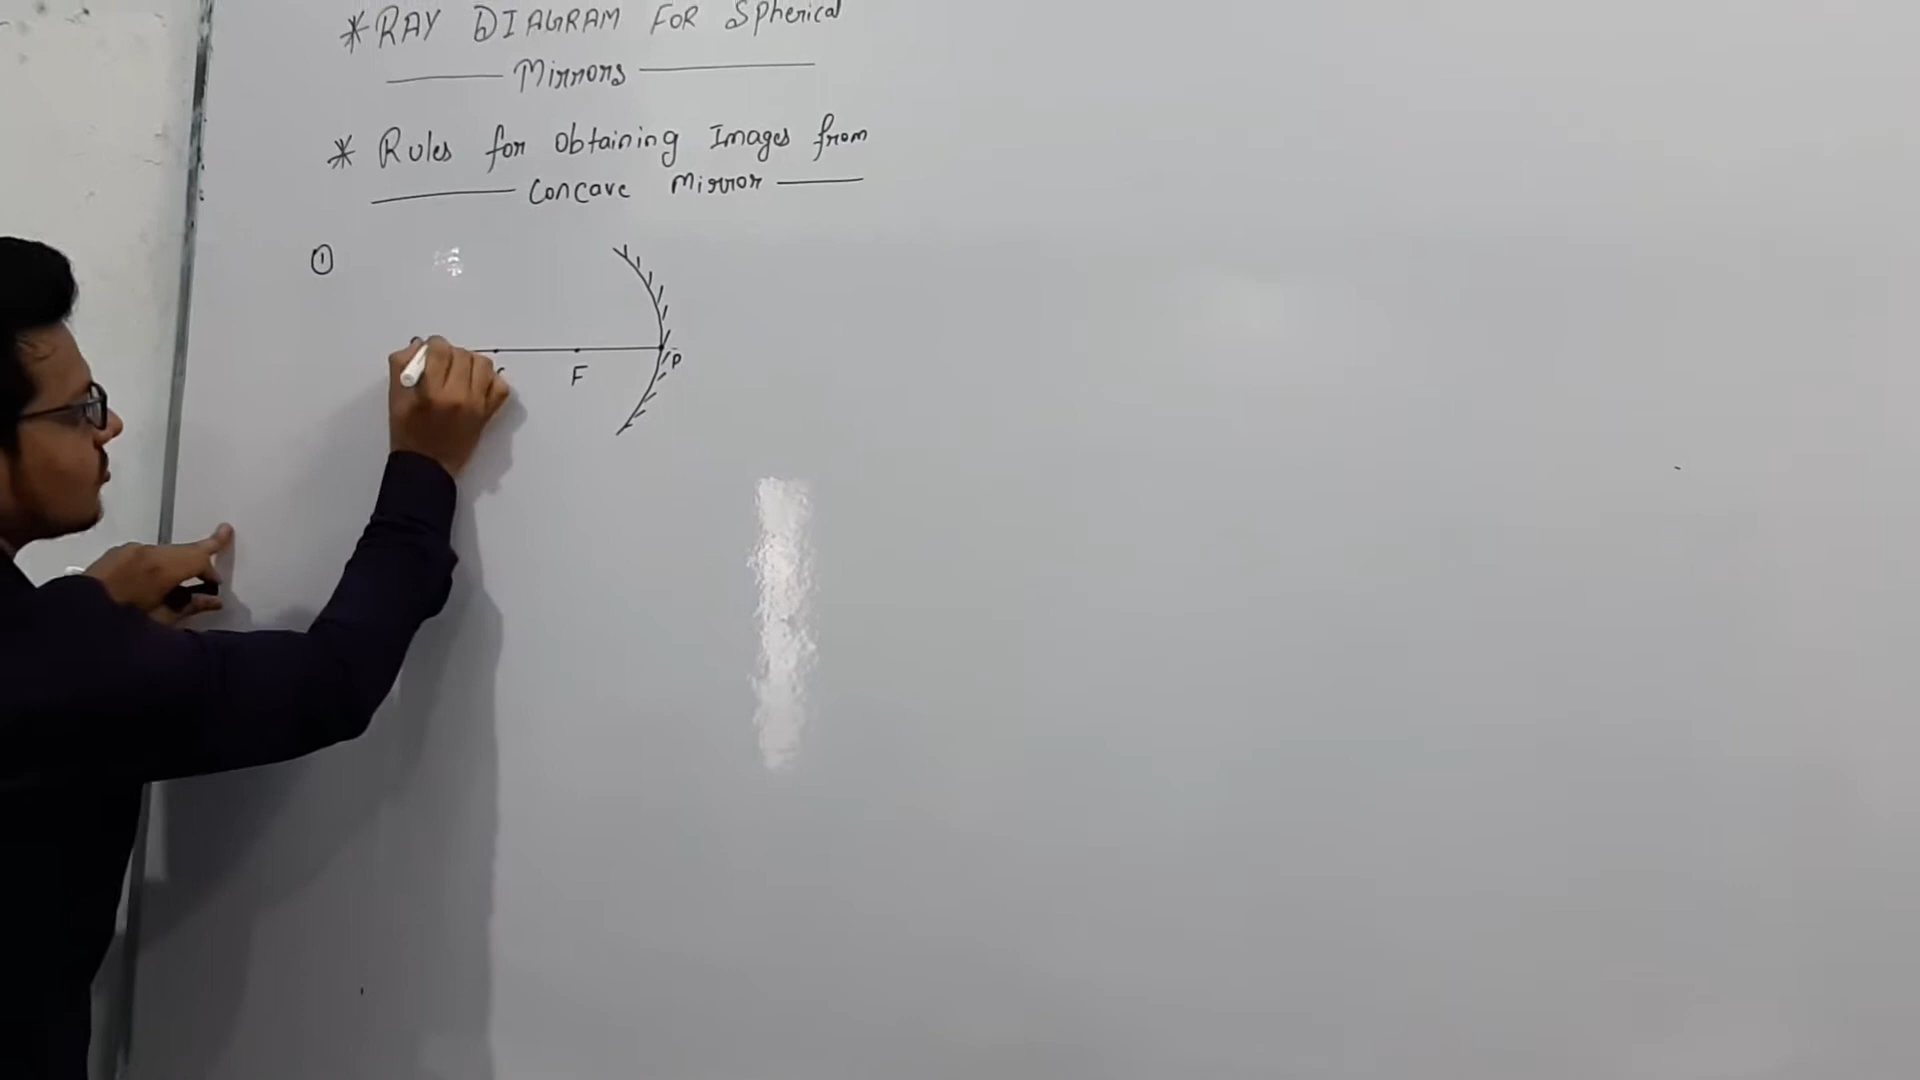 * RAY DIAGRAM FOR Spherical
Mirrors
* Rules for Obtaining Images from
Concave Mirror
①
F
P